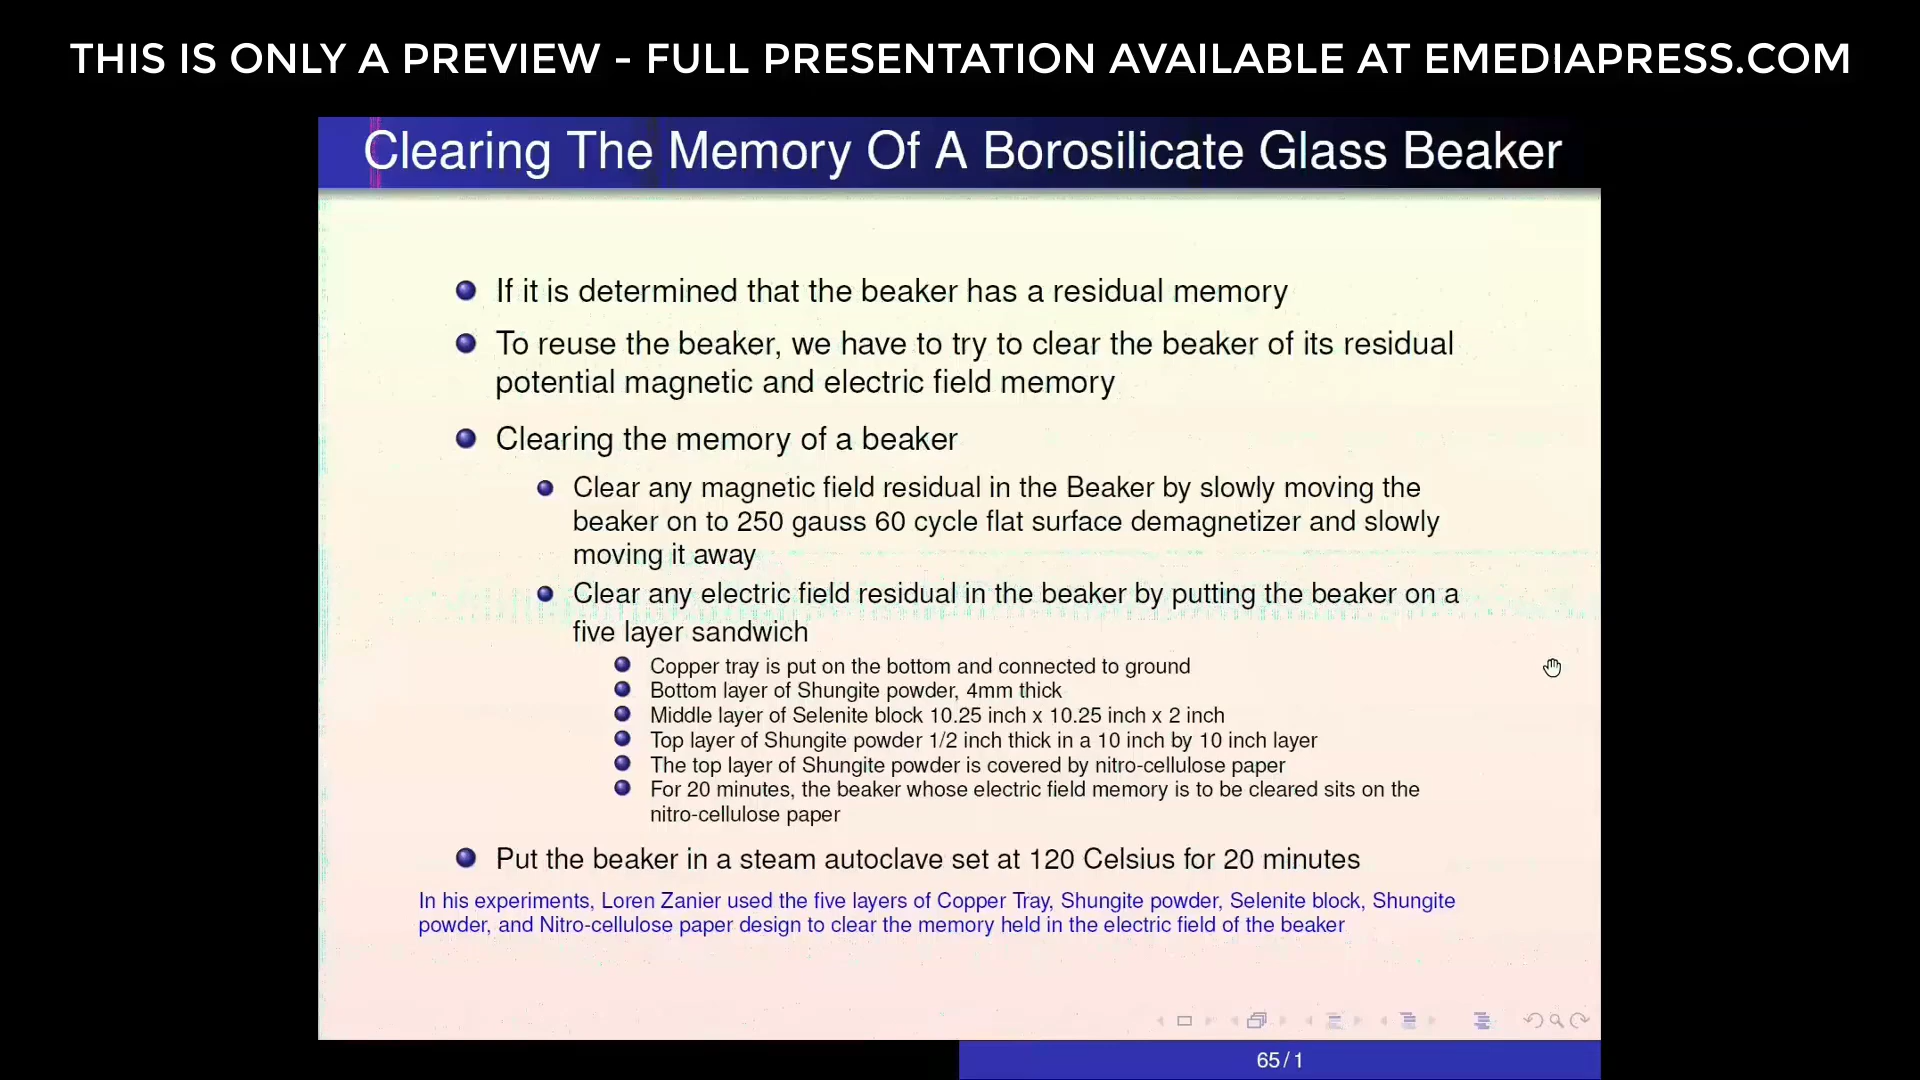 THIS IS ONLY A PREVIEW - FULL PRESENTATION AVAILABLE AT EMEDIAPRESS.COM
Clearing The Memory Of A Borosilicate Glass Beaker
If it is determined that the beaker has a residual memory
To reuse the beaker, we have to try to clear the beaker of its residual
potential magnetic and electric field memory
Clearing the memory of a beaker
Clear any magnetic field residual in the Beaker by slowly moving the
beaker on to 250 gauss 60 cycle flat surface demagnetizer and slowly
moving it away
Clear any electric field residual in the beaker by putting the beaker on a
five layer sandwich
Copper tray is put on the bottom and connected to ground
Bottom layer of Shungite powder, 4mm thick
Middle layer of Selenite block 10.25 inch x 10.25 inch x 2 inch
Top layer of Shungite powder 1/2 inch thick in a 10 inch by 10 inch layer
The top layer of Shungite powder is covered by nitro-cellulose paper
For 20 minutes, the beaker whose electric field memory is to be cleared sits on the
nitro-cellulose paper
Put the beaker in a steam autoclave set at 120 Celsius for 20 minutes
In his experiments, Loren Zanier used the five layers of Copper Tray, Shungite powder, Selenite block, Shungite
powder, and Nitro-cellulose paper design to clear the memory held in the electric field of the beaker
65 / 1